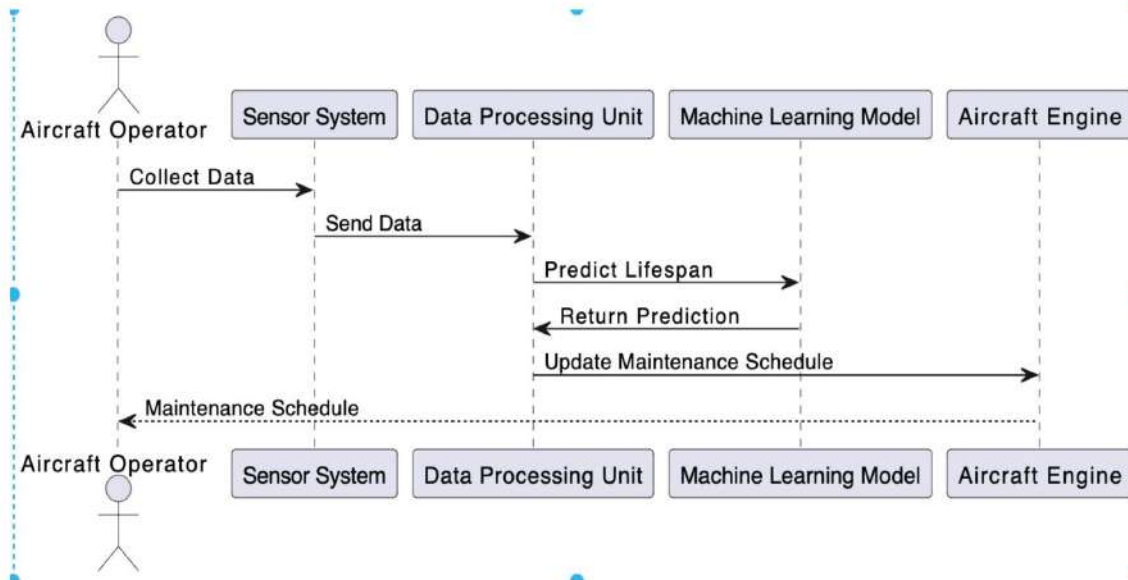 Aircraft Operator
Sensor System
Data Processing Unit
Machine Learning Model
Aircraft Engine
Collect Data
Send Data
Predict Lifespan
Return Prediction
Update Maintenance Schedule
Maintenance Schedule
Aircraft Operator
Sensor System
Data Processing Unit
Machine Learning Model
Aircraft Engine